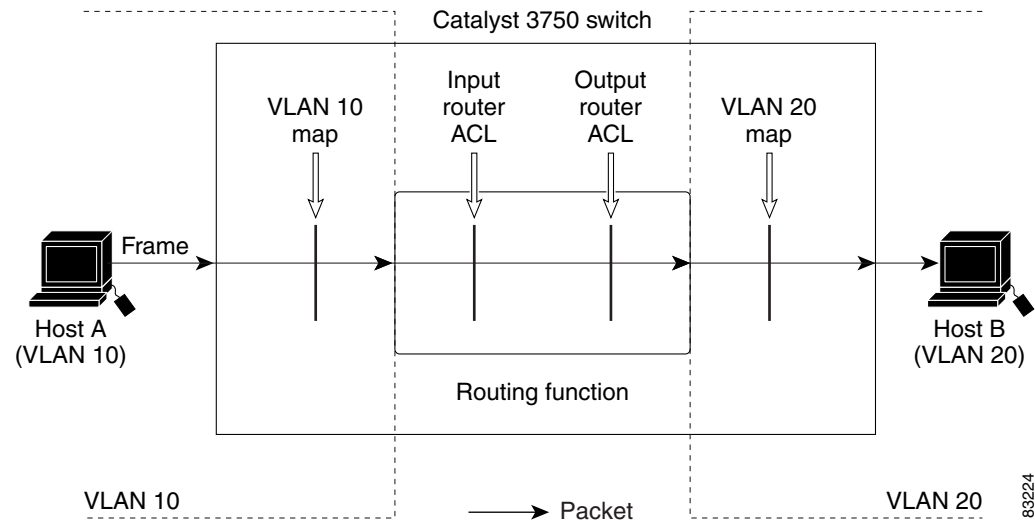 Catalyst 3750 switch
VLAN 10
map
Input
router
ACL
Output
router
ACL
VLAN 20
map
Frame
Host A
(VLAN 10)
Host B
(VLAN 20)
Routing function
VLAN 10
Packet
VLAN 20
83224